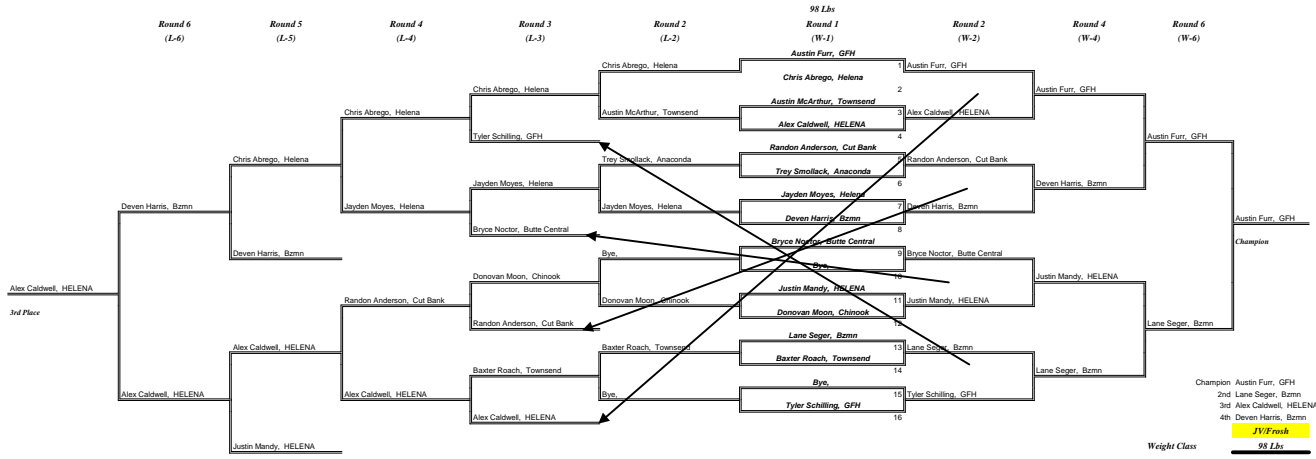 98 Lbs
Round 6 Round 5 Round 4 Round 3 Round 2 Round 1 Round 2 Round 4 Round 6
(L-6) (L-5) (L-4) (L-3) (L-2) (W-1) (W-2) (W-4) (W-6)
Austin Furr, GFH
Chris Abrego, Helena 1 Austin Furr, GFH
Chris Abrego, Helena
Chris Abrego, Helena 2 Austin Furr, GFH
Austin McArthur, Townsend
Chris Abrego, Helena Austin McArthur, Townsend 3 Alex Caldwell, HELENA
Alex Caldwell, HELENA
Tyler Schilling, GFH 4 Austin Furr, GFH
Randon Anderson, Cut Bank
Chris Abrego, Helena Trey Smollack, Anaconda 5 Randon Anderson, Cut Bank
Trey Smollack, Anaconda
Jayden Moyes, Helena 6 Deven Harris, Bzmn
Jayden Moyes, Helena
Deven Harris, Bzmn Jayden Moyes, Helena Jayden Moyes, Helena 7 Deven Harris, Bzmn
Deven Harris, Bzmn Austin Furr, GFH
Bryce Noctor, Butte Central 8
Bryce Noctor, Butte Central Champion
Deven Harris, Bzmn Bye, 9 Bryce Noctor, Butte Central
Bye,
Donovan Moon, Chinook 10 Justin Mandy, HELENA
Alex Caldwell, HELENA Justin Mandy, HELENA
Randon Anderson, Cut Bank Donovan Moon, Chinook 11 Justin Mandy, HELENA
3rd Place Donovan Moon, Chinook
Randon Anderson, Cut Bank 12 Lane Seger, Bzmn
Lane Seger, Bzmn
Alex Caldwell, HELENA Baxter Roach, Townsend 13 Lane Seger, Bzmn
Baxter Roach, Townsend
Baxter Roach, Townsend 14 Lane Seger, Bzmn
Bye, Champion Austin Furr, GFH
Alex Caldwell, HELENA Alex Caldwell, HELENA Bye, 15 Tyler Schilling, GFH 2nd Lane Seger, Bzmn
Tyler Schilling, GFH 3rd Alex Caldwell, HELENA
Alex Caldwell, HELENA 16 4th Deven Harris, Bzmn
JV/Frosh
Justin Mandy, HELENA Weight Class 98 Lbs